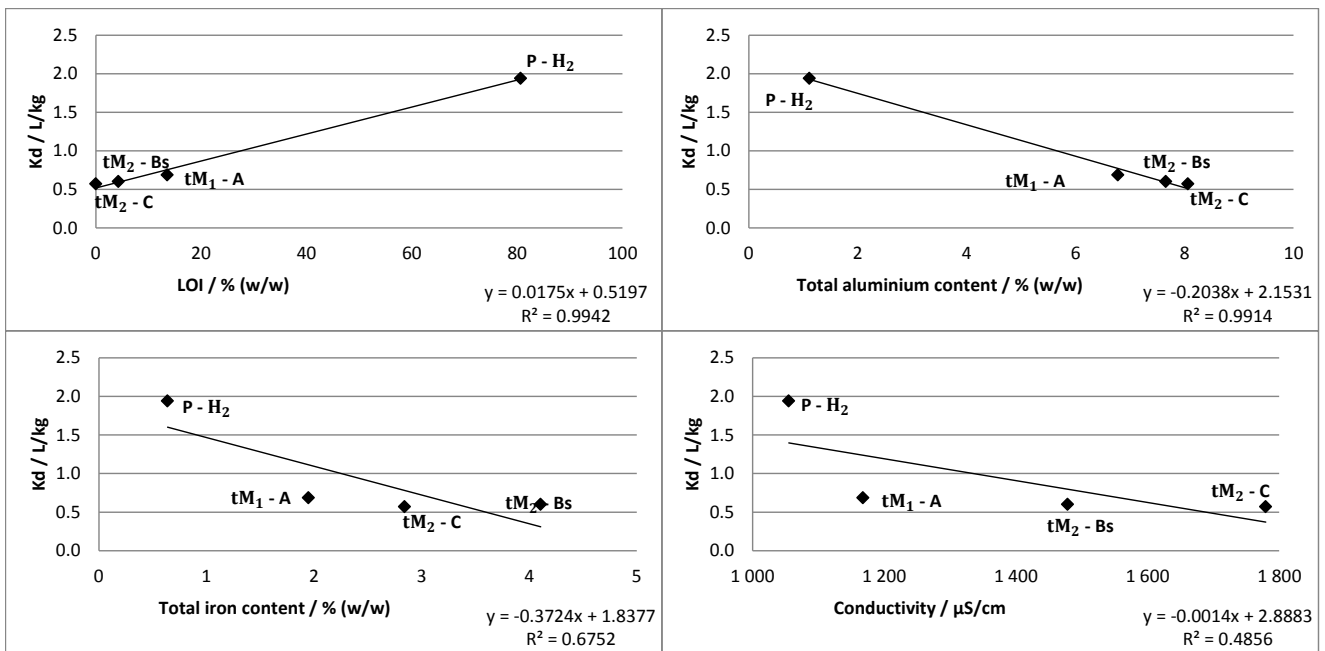 2.5
2.0
1.5
1.0
0.5
0.0
Kd / L/kg
P - H₂
tM₂ - Bs
tM₁ - A
tM₂ - C
0 20 40 60 80 100
LOI / % (w/w)
y = 0.0175x + 0.5197
R² = 0.9942
2.5
2.0
1.5
1.0
0.5
0.0
Kd / L/kg
P - H₂
tM₂ - Bs
tM₁ - A
tM₂ - C
0 2 4 6 8 10
Total aluminium content / % (w/w)
y = -0.2038x + 2.1531
R² = 0.9914
2.5
2.0
1.5
1.0
0.5
0.0
Kd / L/kg
P - H₂
tM₁ - A
tM₂ - Bs
tM₂ - C
0 1 2 3 4 5
Total iron content / % (w/w)
y = -0.3724x + 1.8377
R² = 0.6752
2.5
2.0
1.5
1.0
0.5
0.0
Kd / L/kg
P - H₂
tM₂ - C
tM₁ - A
tM₂ - Bs
1 000 1 200 1 400 1 600 1 800
Conductivity / µS/cm
y = -0.0014x + 2.8883
R² = 0.4856